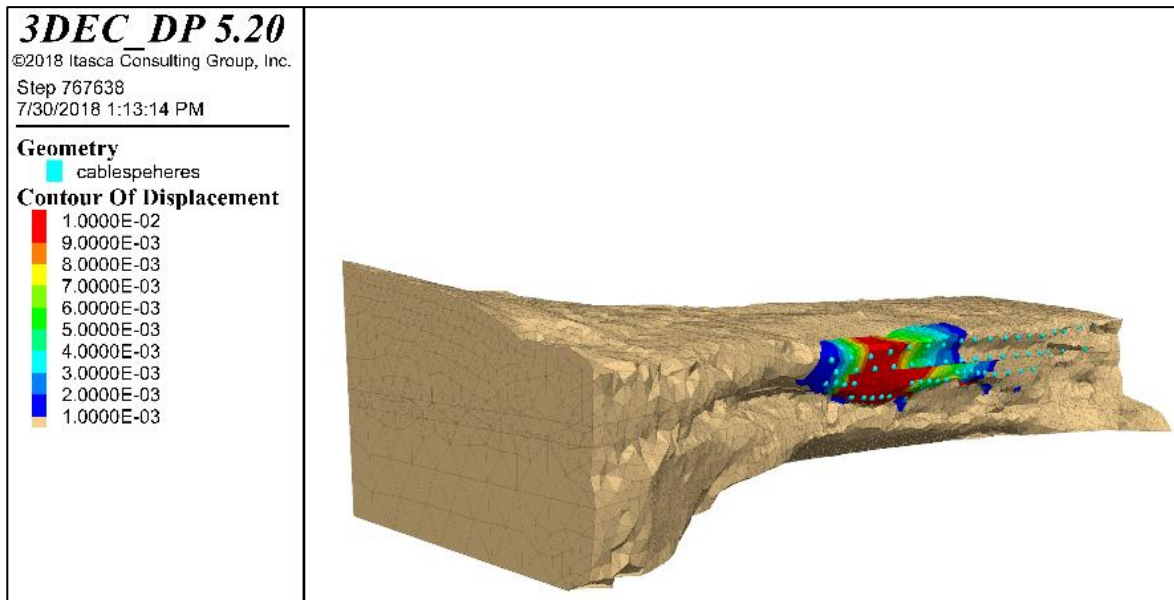 3DEC_DP 5.20
©2018 Itasca Consulting Group, Inc.
Step 767638
7/30/2018 1:13:14 PM
Geometry
cablespeheres
Contour Of Displacement
1.0000E-02
9.0000E-03
8.0000E-03
7.0000E-03
6.0000E-03
5.0000E-03
4.0000E-03
3.0000E-03
2.0000E-03
1.0000E-03